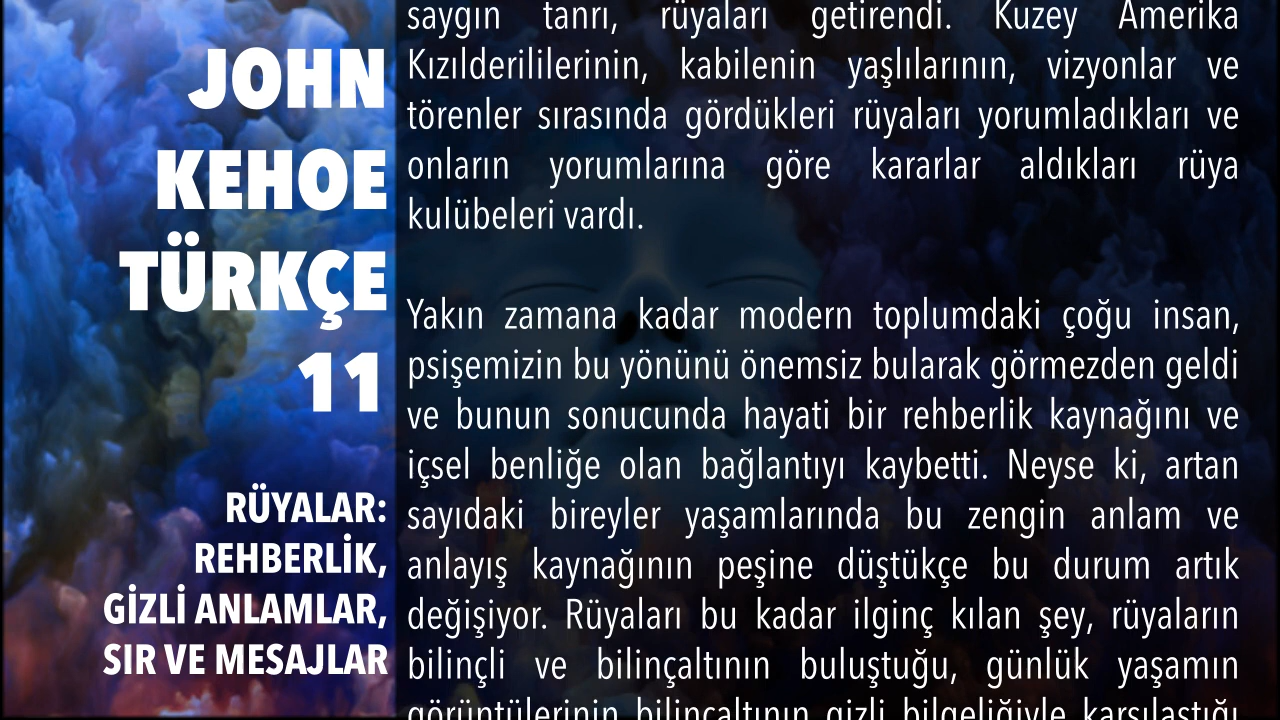 JOHN
KEHOE
TÜRKÇE
11
RÜYALAR:
REHBERLİK,
GİZLİ ANLAMLAR,
SIR VE MESAJLAR
saygın tanrı, rüyaları getirendi. Kuzey Amerika
Kızılderililerinin, kabilenin yaşlılarının, vizyonlar ve
törenler sırasında gördükleri rüyaları yorumladıkları ve
onların yorumlarına göre kararlar aldıkları rüya
kulübeleri vardı.
Yakın zamana kadar modern toplumdaki çoğu insan,
psişemizin bu yönünü önemsiz bularak görmezden geldi
ve bunun sonucunda hayati bir rehberlik kaynağını ve
içsel benliğe olan bağlantıyı kaybetti. Neyse ki, artan
sayıdaki bireyler yaşamlarında bu zengin anlam ve
anlayış kaynağının peşine düştükçe bu durum artık
değişiyor. Rüyaları bu kadar ilginç kılan şey, rüyaların
bilinçli ve bilinçaltının buluştuğu, günlük yaşamın
görüntülerinin bilinçaltının gizli bilgeliğiyle karşılaştığı